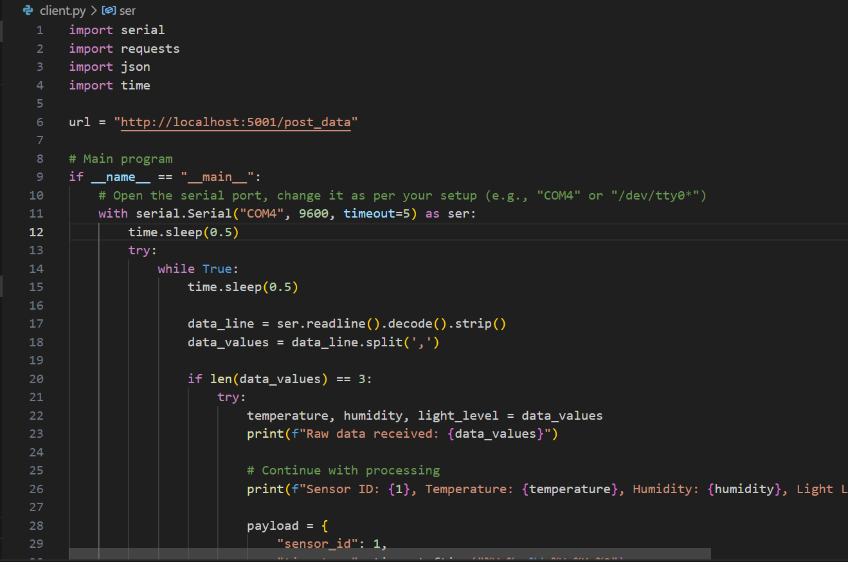 client.py > ser
1 import serial
2 import requests
3 import json
4 import time
5
6 url = "http://localhost:5001/post_data"
7
8 # Main program
9 if __name__ == "__main__":
10 # Open the serial port, change it as per your setup (e.g., "COM4" or "/dev/tty0*")
11 with serial.Serial("COM4", 9600, timeout=5) as ser:
12 time.sleep(0.5)
13 try:
14 while True:
15 time.sleep(0.5)
16
17 data_line = ser.readline().decode().strip()
18 data_values = data_line.split(',')
19
20 if len(data_values) == 3:
21 try:
22 temperature, humidity, light_level = data_values
23 print(f"Raw data received: {data_values}")
24
25 # Continue with processing
26 print(f"Sensor ID: {1}, Temperature: {temperature}, Humidity: {humidity}, Light L
27
28 payload = {
29 "sensor_id": 1,